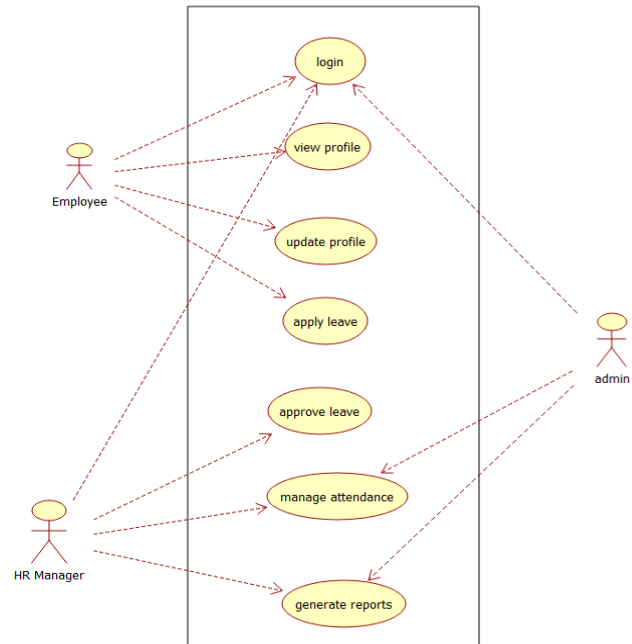 login
view profile
Employee
update profile
apply leave
admin
approve leave
manage attendance
HR Manager
generate reports